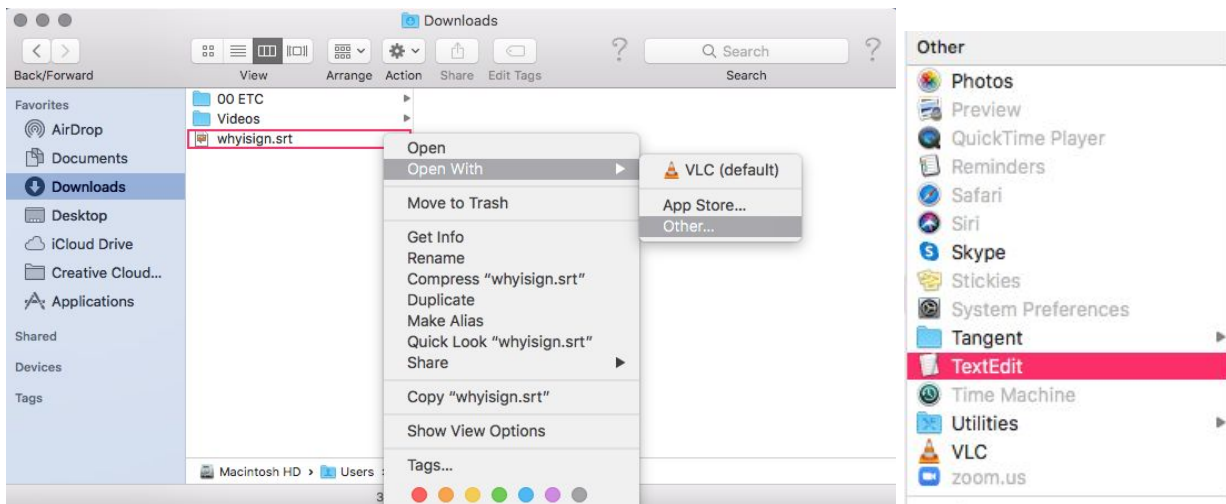 Downloads
Search
Back/Forward View Arrange Action Share Edit Tags Search
Favorites
AirDrop
Documents
Downloads
Desktop
iCloud Drive
Creative Cloud...
Applications
Shared
Devices
Tags
00 ETC
Videos
whyisign.srt
Open
Open With
Move to Trash
Get Info
Rename
Compress "whyisign.srt"
Duplicate
Make Alias
Quick Look "whyisign.srt"
Share
Copy "whyisign.srt"
Show View Options
Tags...
VLC (default)
App Store...
Other...
Macintosh HD › Users ›
3
Other
Photos
Preview
QuickTime Player
Reminders
Safari
Siri
Skype
Stickies
System Preferences
Tangent
TextEdit
Time Machine
Utilities
VLC
zoom.us